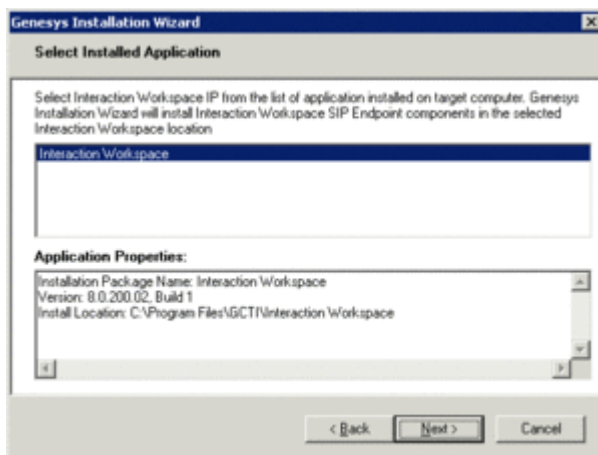 Genesys Installation Wizard
Select Installed Application
Select Interaction Workspace IP from the list of application installed on target computer. Genesys
Installation Wizard will install Interaction Workspace SIP Endpoint components in the selected
Interaction Workspace location
Interaction Workspace
Application Properties:
Installation Package Name: Interaction Workspace
Version: 8.0.200.02, Build 1
Install Location: C:\Program Files\GCTI\Interaction Workspace
< Back
Next >
Cancel